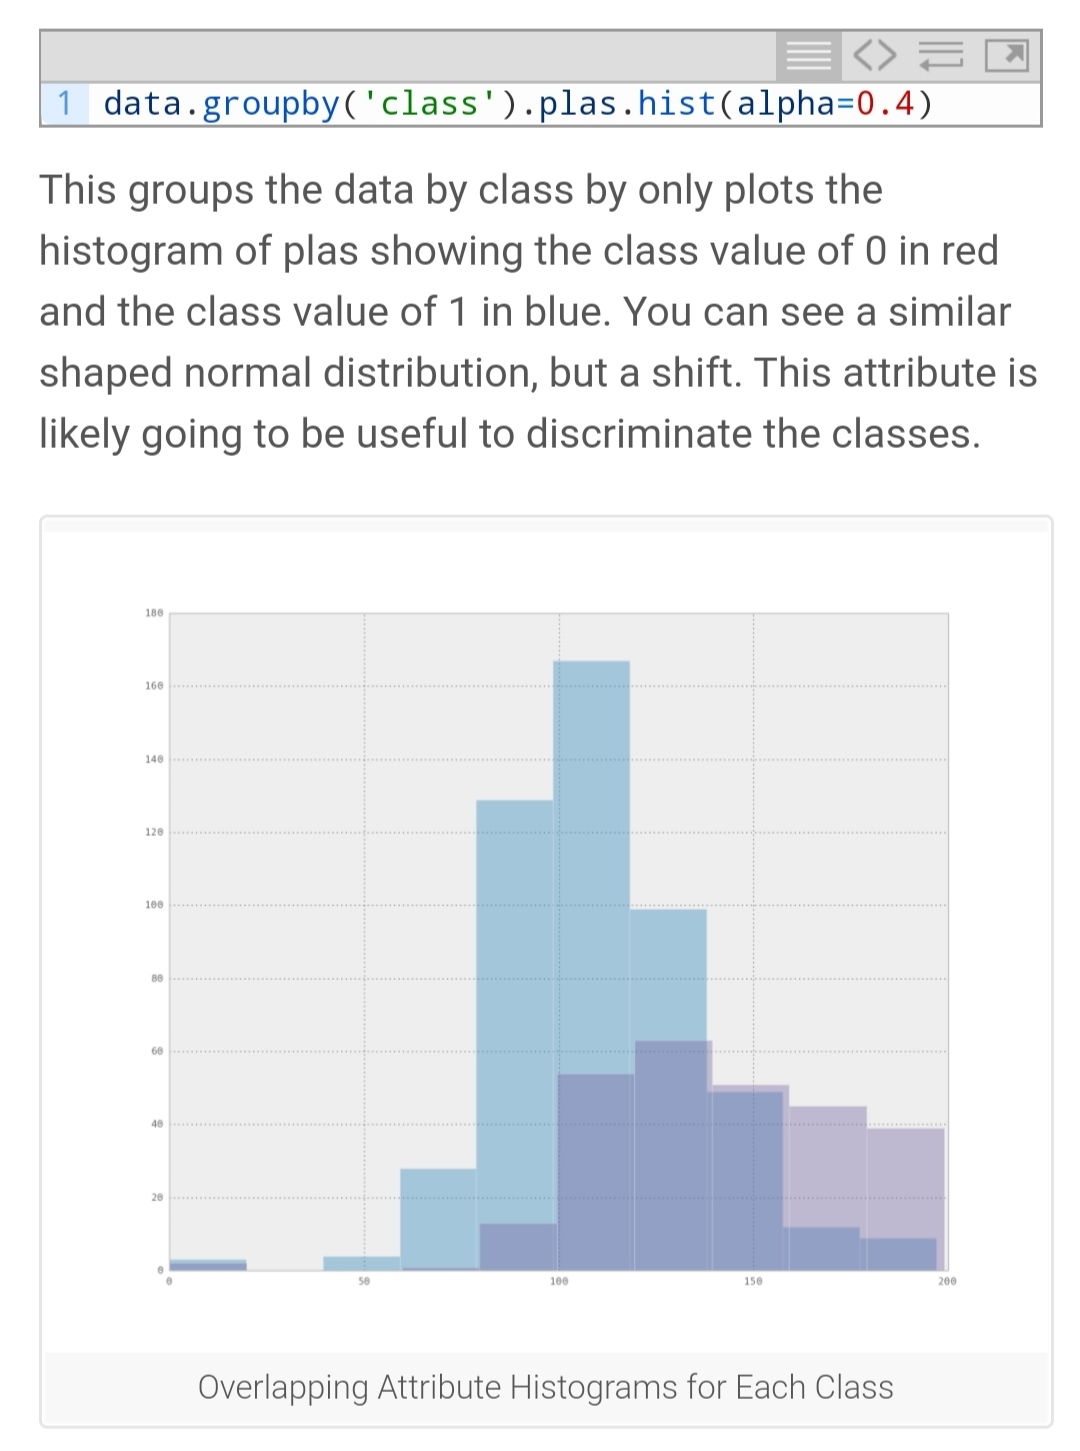 1 data.groupby('class').plas.hist(alpha=0.4)
This groups the data by class by only plots the
histogram of plas showing the class value of 0 in red
and the class value of 1 in blue. You can see a similar
shaped normal distribution, but a shift. This attribute is
likely going to be useful to discriminate the classes.
180
160
140
120
100
80
60
40
20
0
0 50 100 150 200
Overlapping Attribute Histograms for Each Class